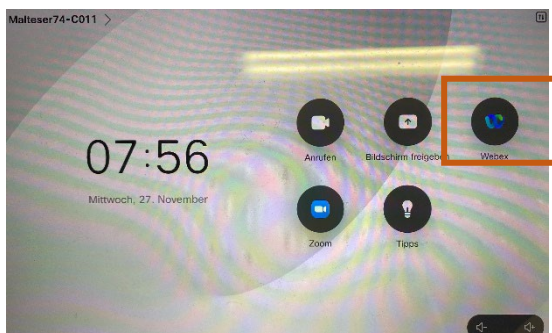 Malteser74-C011
07:56
Mittwoch, 27. November
Anrufen
Bildschirm freigeben
Webex
Zoom
Tipps